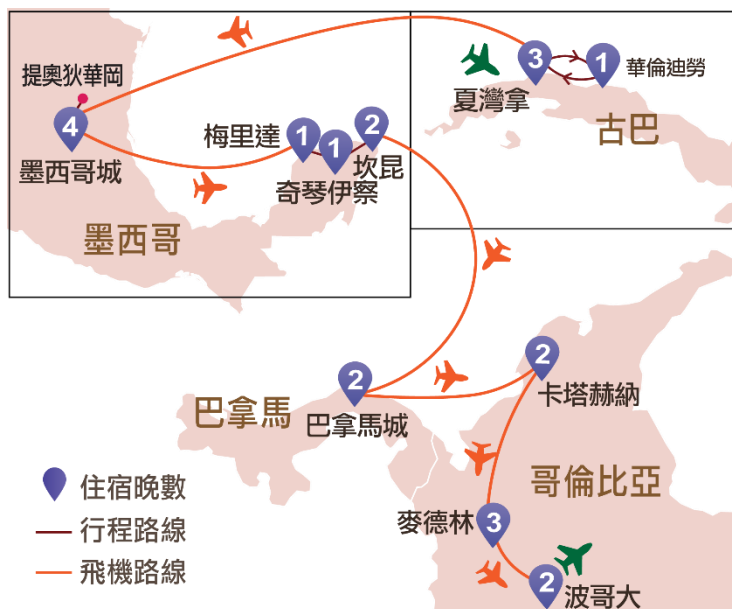 提奧狄華岡
4
墨西哥城
梅里達
1
1
奇琴伊察
2
坎昆
墨西哥
3
夏灣拿
1
華倫迪勞
古巴
2
巴拿馬城
巴拿馬
2
卡塔赫納
哥倫比亞
3
麥德林
2
波哥大
住宿晚數
行程路線
飛機路線